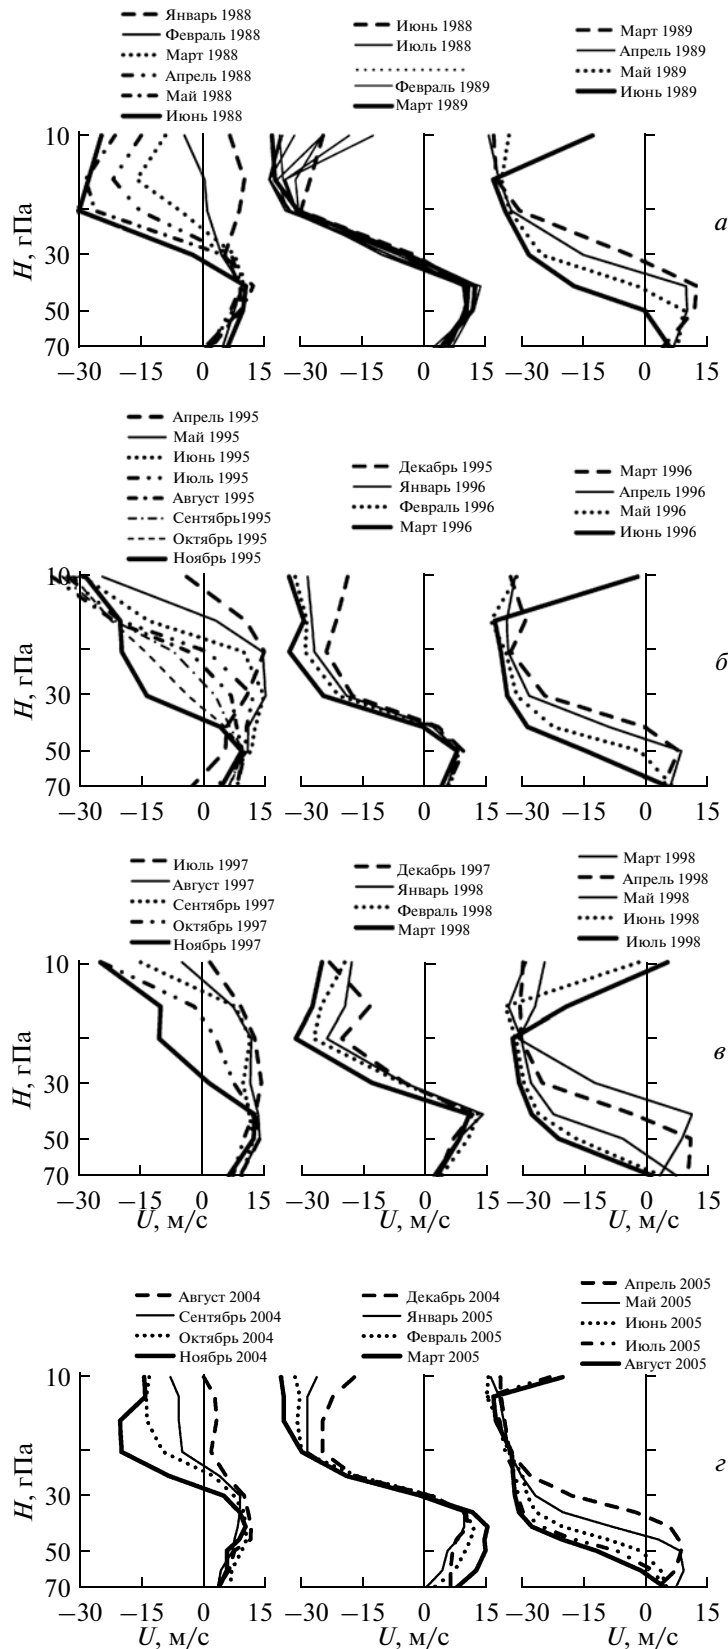 Январь 1988
Февраль 1988
Март 1988
Апрель 1988
Май 1988
Июнь 1988
Июнь 1988
Июль 1988
Февраль 1989
Март 1989
Март 1989
Апрель 1989
Май 1989
Июнь 1989
H, гПа
10
30
50
70
−30 −15 0 15 −30 −15 0 15 −30 −15 0 15
а
Апрель 1995
Май 1995
Июнь 1995
Июль 1995
Август 1995
Сентябрь1995
Октябрь 1995
Ноябрь 1995
Декабрь 1995
Январь 1996
Февраль 1996
Март 1996
Март 1996
Апрель 1996
Май 1996
Июнь 1996
H, гПа
10
30
50
70
−30 −15 0 15 −30 −15 0 15 −30 −15 0 15
б
Июль 1997
Август 1997
Сентябрь 1997
Октябрь 1997
Ноябрь 1997
Декабрь 1997
Январь 1998
Февраль 1998
Март 1998
Март 1998
Апрель 1998
Май 1998
Июнь 1998
Июль 1998
H, гПа
10
30
50
70
−30 −15 0 15 −30 −15 0 15 −30 −15 0 15
U, м/с U, м/с U, м/с
в
Август 2004
Сентябрь 2004
Октябрь 2004
Ноябрь 2004
Декабрь 2004
Январь 2005
Февраль 2005
Март 2005
Апрель 2005
Май 2005
Июнь 2005
Июль 2005
Август 2005
H, гПа
10
30
50
70
−30 −15 0 15 −30 −15 0 15 −30 −15 0 15
U, м/с U, м/с U, м/с
г